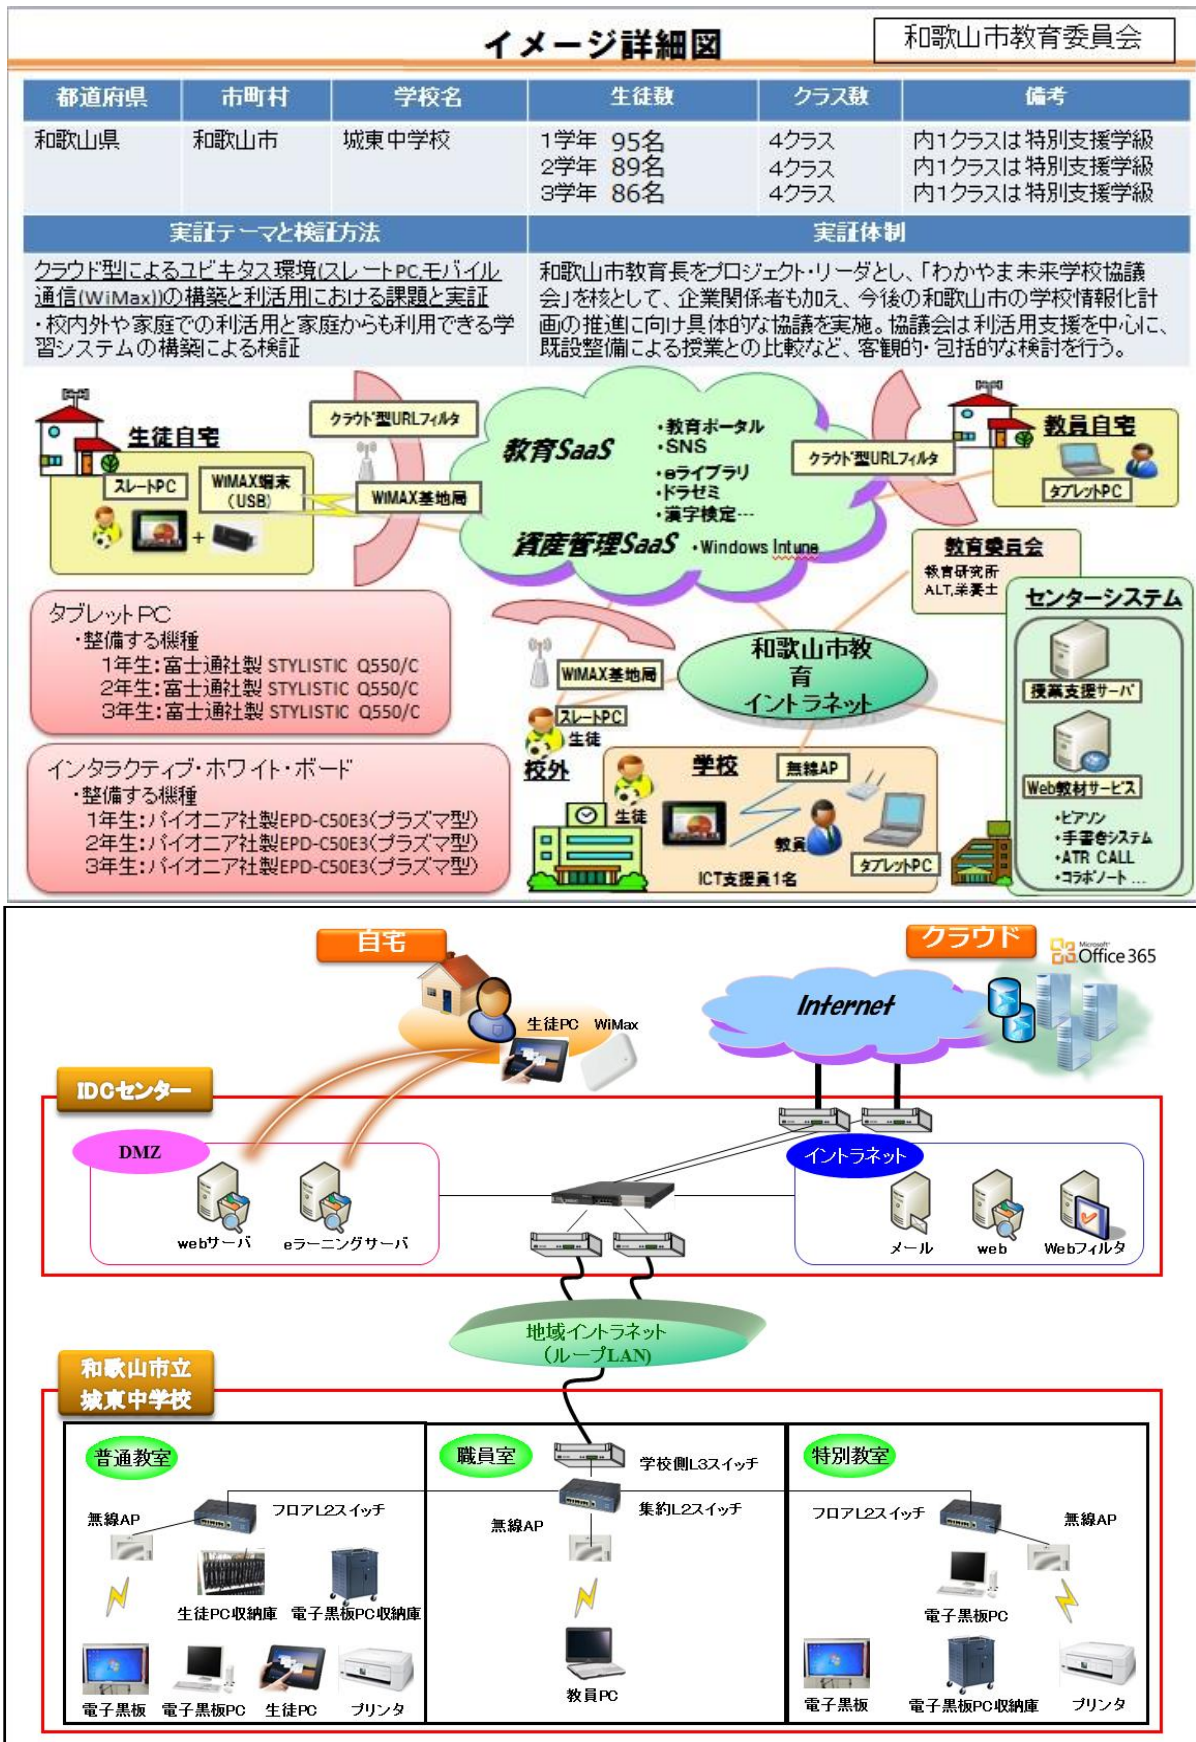 イメージ詳細図
和歌山市教育委員会
都道府県 市町村 学校名 生徒数 クラス数 備考
和歌山県 和歌山市 城東中学校 1学年 95名 4クラス 内1クラスは特別支援学級
2学年 89名 4クラス 内1クラスは特別支援学級
3学年 86名 4クラス 内1クラスは特別支援学級
実証テーマと検証方法
クラウド型によるユビキタス環境(スレートPC,モバイル
通信(WiMax))の構築と利活用における課題と実証
・校内外や家庭での利活用と家庭からも利用できる学
習システムの構築による検証
実証体制
和歌山市教育長をプロジェクト・リーダとし、「わかやま未来学校協議
会」を核として、企業関係者も加え、今後の和歌山市の学校情報化計
画の推進に向け具体的な協議を実施。協議会は利活用支援を中心に、
既設整備による授業との比較など、客観的・包括的な検討を行う。
生徒自宅
スレートPC
WiMAX端末
(USB)
+
クラウド型URLフィルタ
WiMAX基地局
教育SaaS
・教育ポータル
・SNS
・eライブラリ
・ドラゼミ
・漢字検定…
資産管理SaaS ・Windows Intune
クラウド型URLフィルタ
教員自宅
タブレットPC
教育委員会
教育研究所
ALT,栄養士
センターシステム
授業支援サーバ
Web教材サービス
・ピアソン
・手書きシステム
・ATR CALL
・コラボノート …
タブレットPC
・整備する機種
1年生:富士通社製 STYLISTIC Q550/C
2年生:富士通社製 STYLISTIC Q550/C
3年生:富士通社製 STYLISTIC Q550/C
インタラクティブ・ホワイト・ボード
・整備する機種
1年生:パイオニア社製EPD-C50E3(プラズマ型)
2年生:パイオニア社製EPD-C50E3(プラズマ型)
3年生:パイオニア社製EPD-C50E3(プラズマ型)
WiMAX基地局
スレートPC
生徒
校外
和歌山市教
育
イントラネット
学校
無線AP
生徒
教員
タブレットPC
ICT支援員1名
自宅
生徒PC WiMax
クラウド
Microsoft
Office 365
Internet
IDCセンター
DMZ
webサーバ
eラーニングサーバ
イントラネット
メール
web
Webフィルタ
地域イントラネット
(ループLAN)
和歌山市立
城東中学校
普通教室
無線AP
フロアL2スイッチ
生徒PC収納庫
電子黒板PC収納庫
電子黒板
電子黒板PC
生徒PC
プリンタ
職員室
学校側L3スイッチ
集約L2スイッチ
無線AP
教員PC
特別教室
フロアL2スイッチ
無線AP
電子黒板PC
電子黒板
電子黒板PC収納庫
プリンタ